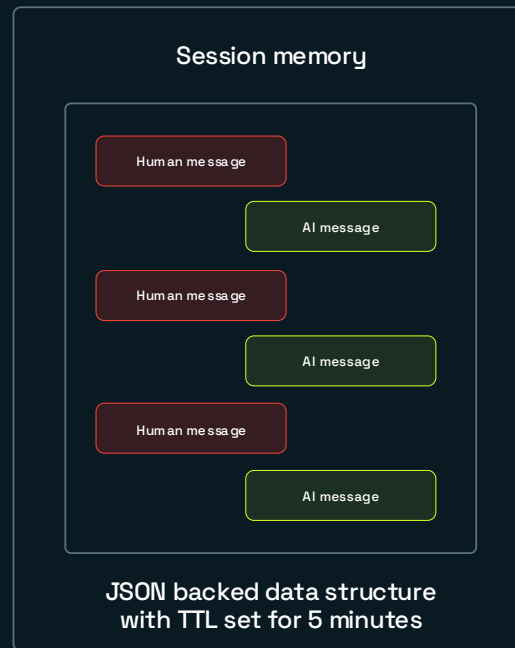 Session memory
Human message
AI message
Human message
AI message
Human message
AI message
JSON backed data structure
with TTL set for 5 minutes